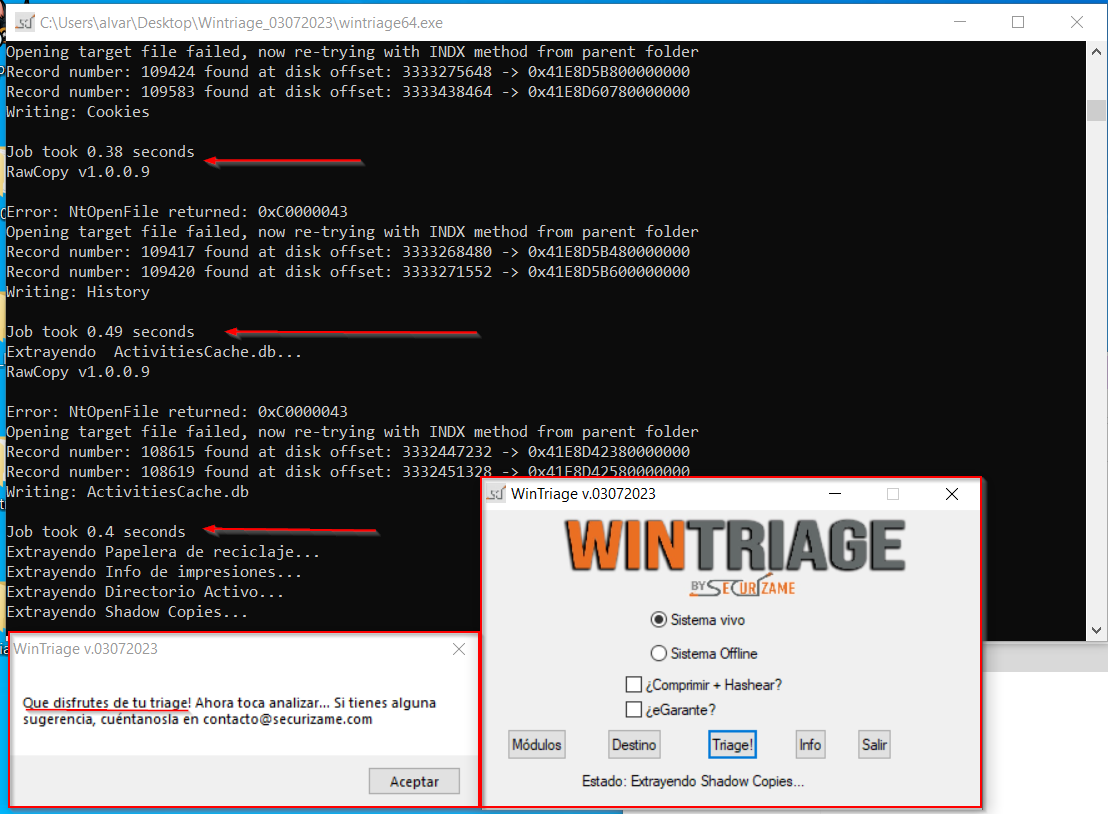 C:\Users\alvar\Desktop\Wintriage_03072023\wintriage64.exe
Opening target file failed, now re-trying with INDX method from parent folder
Record number: 109424 found at disk offset: 3333275648 -> 0x41E8D5B800000000
Record number: 109583 found at disk offset: 3333438464 -> 0x41E8D60780000000
Writing: Cookies
Job took 0.38 seconds
RawCopy v1.0.0.9
Error: NtOpenFile returned: 0xC0000043
Opening target file failed, now re-trying with INDX method from parent folder
Record number: 109417 found at disk offset: 3333268480 -> 0x41E8D5B480000000
Record number: 109420 found at disk offset: 3333271552 -> 0x41E8D5B600000000
Writing: History
Job took 0.49 seconds
Extrayendo  ActivitiesCache.db...
RawCopy v1.0.0.9
Error: NtOpenFile returned: 0xC0000043
Opening target file failed, now re-trying with INDX method from parent folder
Record number: 108615 found at disk offset: 3332447232 -> 0x41E8D42380000000
Record number: 108619 found at disk offset: 3332451328 -> 0x41E8D42580000000
Writing: ActivitiesCache.db
Job took 0.4 seconds
Extrayendo Papelera de reciclaje...
Extrayendo Info de impresiones...
Extrayendo Directorio Activo...
Extrayendo Shadow Copies...
WinTriage v.03072023
Que disfrutes de tu triage! Ahora toca analizar... Si tienes alguna
sugerencia, cuéntanosla en contacto@securizame.com
Aceptar
WinTriage v.03072023
WINTRIAGE
BY SECURIZAME
Sistema vivo
Sistema Offline
¿Comprimir + Hashear?
¿eGarante?
Módulos Destino Triage! Info Salir
Estado: Extrayendo Shadow Copies...